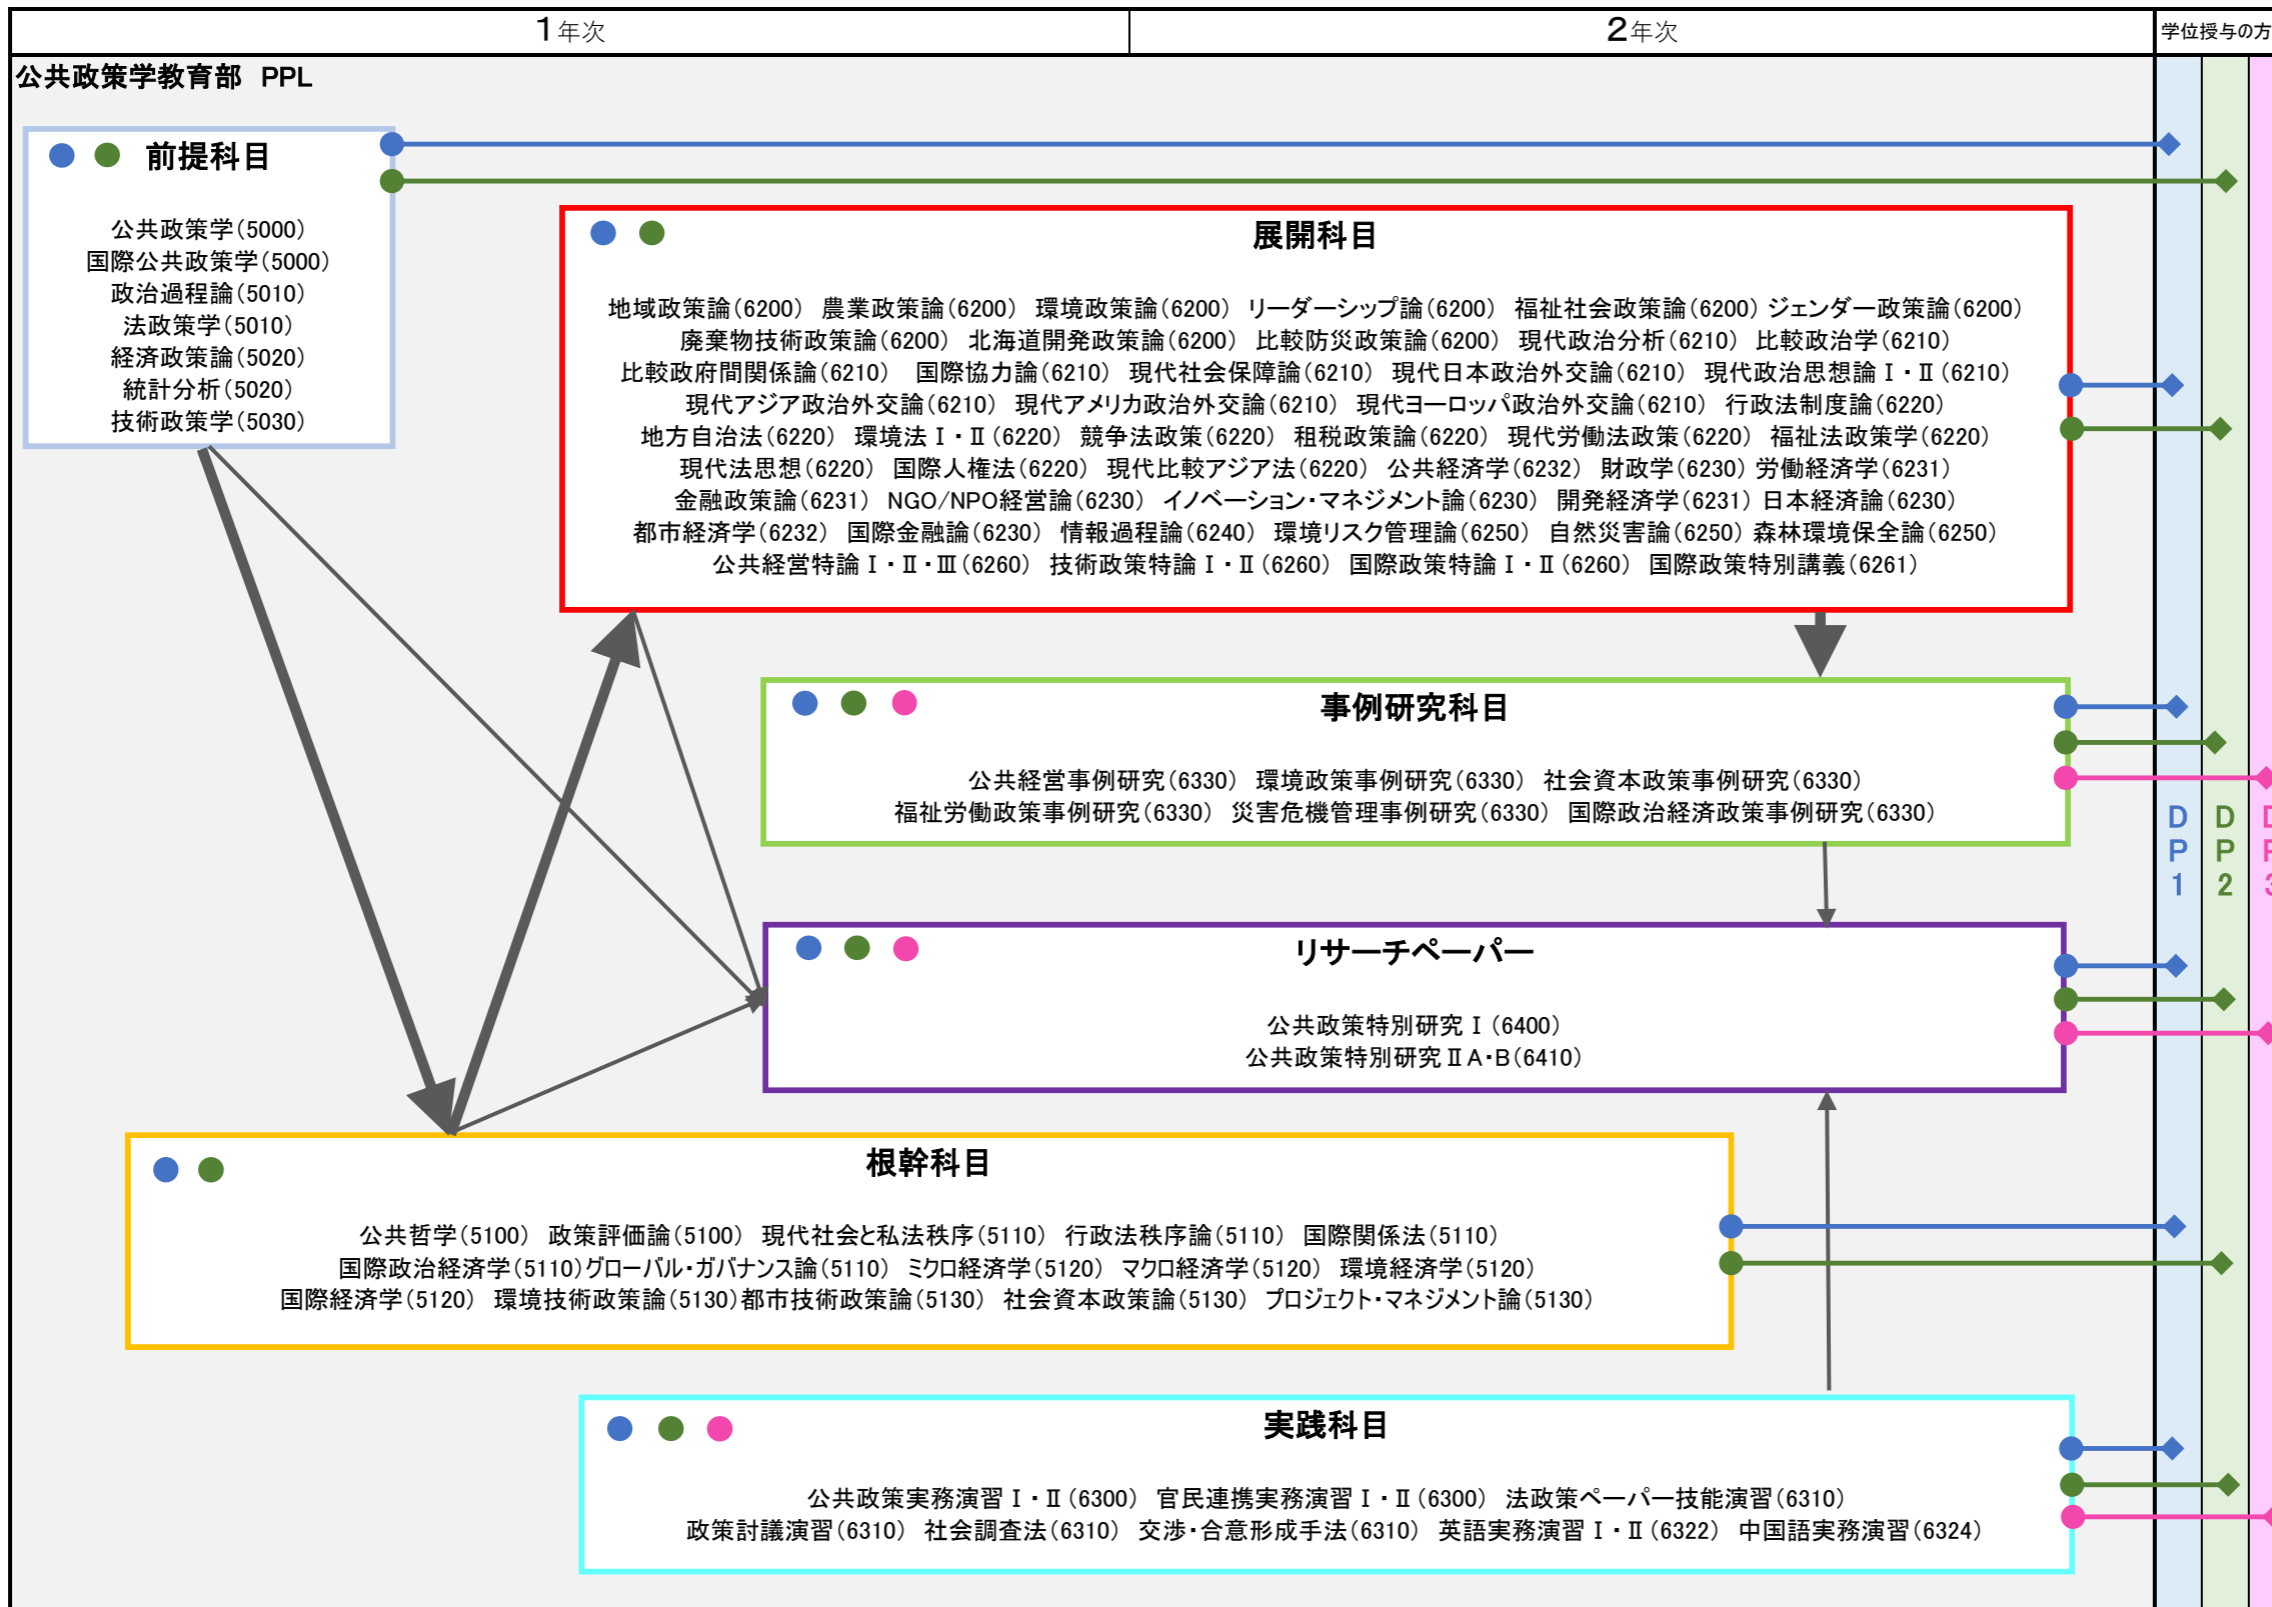 1年次
2年次
学位授与の方
公共政策学教育部 PPL
前提科目
公共政策学(5000)
国際公共政策学(5000)
政治過程論(5010)
法政策学(5010)
経済政策論(5020)
統計分析(5020)
技術政策学(5030)
展開科目
地域政策論(6200) 農業政策論(6200) 環境政策論(6200) リーダーシップ論(6200) 福祉社会政策論(6200) ジェンダー政策論(6200)
廃棄物技術政策論(6200) 北海道開発政策論(6200) 比較防災政策論(6200) 現代政治分析(6210) 比較政治学(6210)
比較政府間関係論(6210) 国際協力論(6210) 現代社会保障論(6210) 現代日本政治外交論(6210) 現代政治思想論Ⅰ・Ⅱ(6210)
現代アジア政治外交論(6210) 現代アメリカ政治外交論(6210) 現代ヨーロッパ政治外交論(6210) 行政法制度論(6220)
地方自治法(6220) 環境法Ⅰ・Ⅱ(6220) 競争法政策(6220) 租税政策論(6220) 現代労働法政策(6220) 福祉法政策学(6220)
現代法思想(6220) 国際人権法(6220) 現代比較アジア法(6220) 公共経済学(6232) 財政学(6230) 労働経済学(6231)
金融政策論(6231) NGO/NPO経営論(6230) イノベーション・マネジメント論(6230) 開発経済学(6231) 日本経済論(6230)
都市経済学(6232) 国際金融論(6230) 情報過程論(6240) 環境リスク管理論(6250) 自然災害論(6250) 森林環境保全論(6250)
公共経営特論Ⅰ・Ⅱ・Ⅲ(6260) 技術政策特論Ⅰ・Ⅱ(6260) 国際政策特論Ⅰ・Ⅱ(6260) 国際政策特別講義(6261)
事例研究科目
公共経営事例研究(6330) 環境政策事例研究(6330) 社会資本政策事例研究(6330)
福祉労働政策事例研究(6330) 災害危機管理事例研究(6330) 国際政治経済政策事例研究(6330)
DP1
DP2
DP3
リサーチペーパー
公共政策特別研究Ⅰ(6400)
公共政策特別研究ⅡA・B(6410)
根幹科目
公共哲学(5100) 政策評価論(5100) 現代社会と私法秩序(5110) 行政法秩序論(5110) 国際関係法(5110)
国際政治経済学(5110)グローバル・ガバナンス論(5110) ミクロ経済学(5120) マクロ経済学(5120) 環境経済学(5120)
国際経済学(5120) 環境技術政策論(5130)都市技術政策論(5130) 社会資本政策論(5130) プロジェクト・マネジメント論(5130)
実践科目
公共政策実務演習Ⅰ・Ⅱ(6300) 官民連携実務演習Ⅰ・Ⅱ(6300) 法政策ペーパー技能演習(6310)
政策討議演習(6310) 社会調査法(6310) 交渉・合意形成手法(6310) 英語実務演習Ⅰ・Ⅱ(6322) 中国語実務演習(6324)